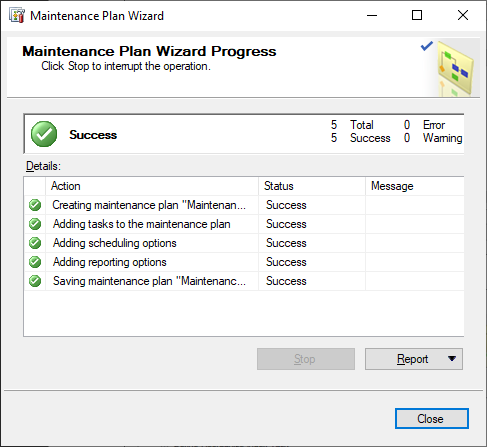 Maintenance Plan Wizard
Maintenance Plan Wizard Progress
Click Stop to interrupt the operation.
Success
5 Total 0 Error
5 Success 0 Warning
Details:
Action Status Message
Creating maintenance plan "Maintenan... Success
Adding tasks to the maintenance plan Success
Adding scheduling options Success
Adding reporting options Success
Saving maintenance plan "Maintenanc... Success
Stop Report
Close